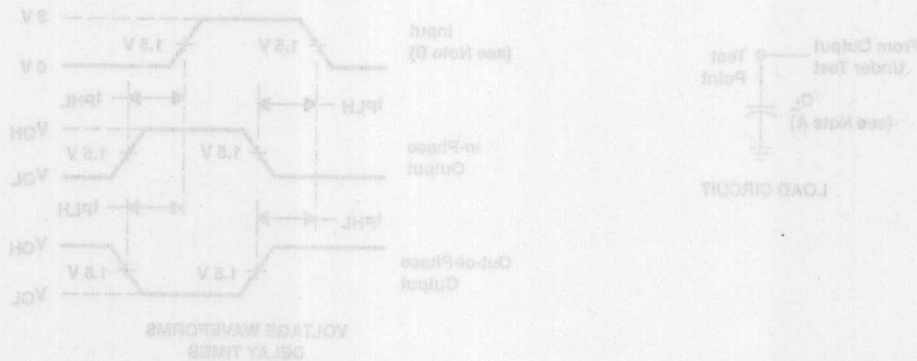 From Output
Under Test
Test
Point
CL
(see Note A)
LOAD CIRCUIT
Input
(see Note D)
1.5 V
1.5 V
3 V
0 V
tPLH
tPHL
In-Phase
Output
1.5 V
1.5 V
VOH
VOL
tPHL
tPLH
Out-of-Phase
Output
1.5 V
1.5 V
VOH
VOL
VOLTAGE WAVEFORMS
DELAY TIMES